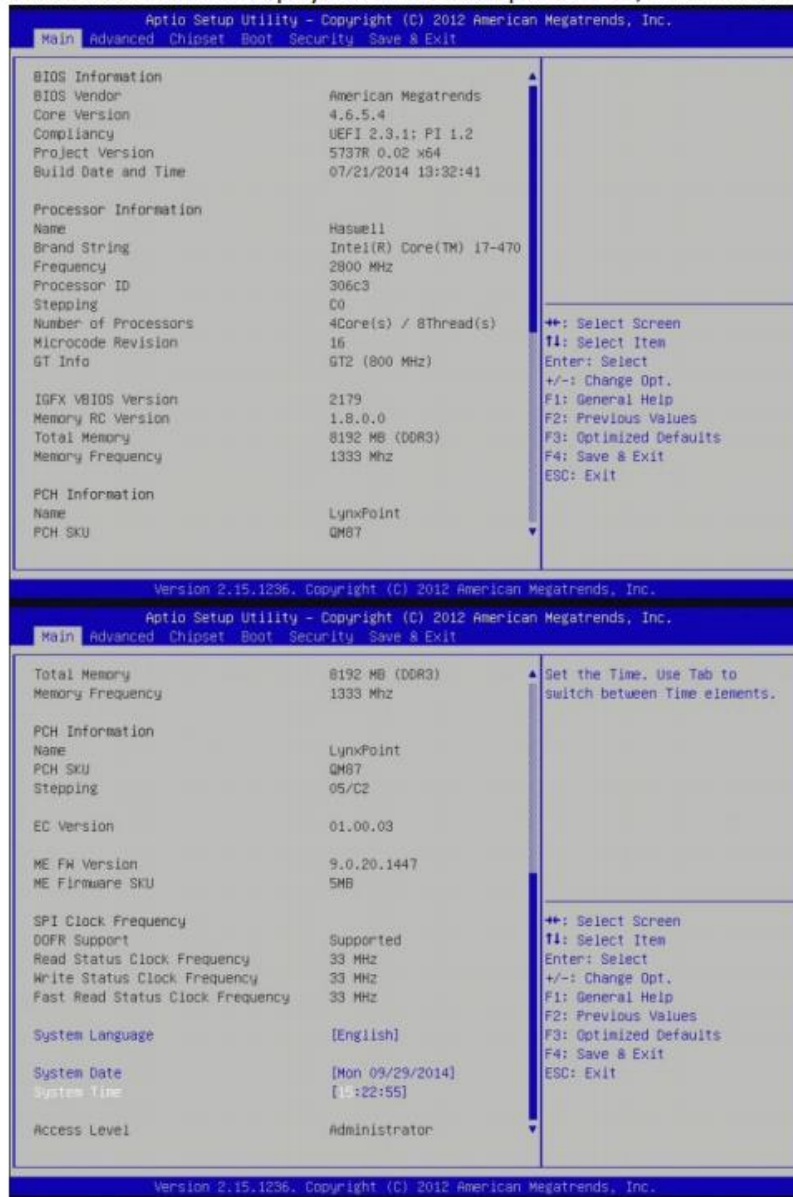 Aptio Setup Utility – Copyright (C) 2012 American Megatrends, Inc.
Main Advanced Chipset Boot Security Save & Exit
BIOS Information
BIOS Vendor American Megatrends
Core Version 4.6.5.4
Compliancy UEFI 2.3.1; PI 1.2
Project Version 5737R 0.02 x64
Build Date and Time 07/21/2014 13:32:41
Processor Information
Name Haswell
Brand String Intel(R) Core(TM) i7-470
Frequency 2800 MHz
Processor ID 306c3
Stepping C0
Number of Processors 4Core(s) / 8Thread(s)
Microcode Revision 16
GT Info GT2 (800 MHz)
IGFX VBIOS Version 2179
Memory RC Version 1.8.0.0
Total Memory 8192 MB (DDR3)
Memory Frequency 1333 Mhz
PCH Information
Name LynxPoint
PCH SKU QM87
→←: Select Screen
↑↓: Select Item
Enter: Select
+/-: Change Opt.
F1: General Help
F2: Previous Values
F3: Optimized Defaults
F4: Save & Exit
ESC: Exit
Version 2.15.1236. Copyright (C) 2012 American Megatrends, Inc.
Aptio Setup Utility – Copyright (C) 2012 American Megatrends, Inc.
Main Advanced Chipset Boot Security Save & Exit
Total Memory 8192 MB (DDR3)
Memory Frequency 1333 Mhz
PCH Information
Name LynxPoint
PCH SKU QM87
Stepping 05/C2
EC Version 01.00.03
ME FW Version 9.0.20.1447
ME Firmware SKU 5MB
SPI Clock Frequency
DOFR Support Supported
Read Status Clock Frequency 33 MHz
Write Status Clock Frequency 33 MHz
Fast Read Status Clock Frequency 33 MHz
System Language [English]
System Date [Mon 09/29/2014]
System Time [15:22:55]
Access Level Administrator
Set the Time. Use Tab to
switch between Time elements.
→←: Select Screen
↑↓: Select Item
Enter: Select
+/-: Change Opt.
F1: General Help
F2: Previous Values
F3: Optimized Defaults
F4: Save & Exit
ESC: Exit
Version 2.15.1236. Copyright (C) 2012 American Megatrends, Inc.